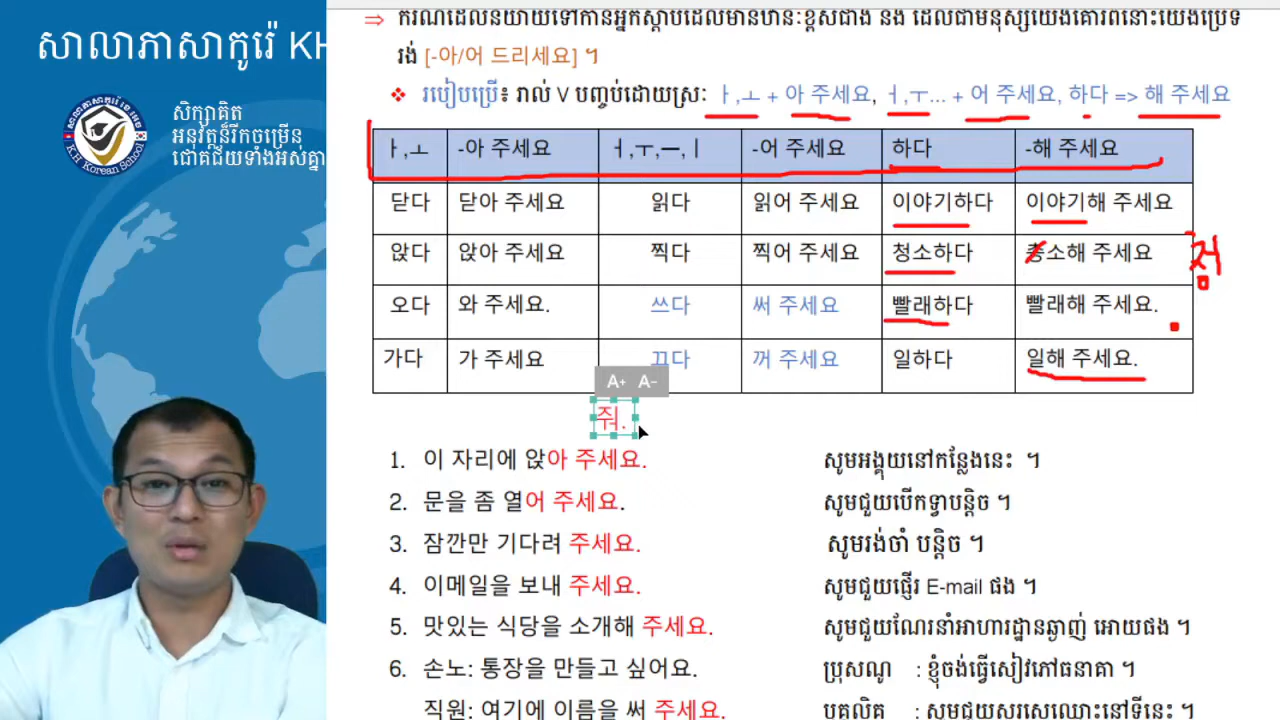 សាលាភាសាកូរ៉េ KH
សិក្សាគិត
អនុវត្តន៍រីកចម្រើន
ជោគជ័យទាំងអស់គ្នា
K.H Korean School
⇒ ករណីដែលនិយាយទៅកាន់អ្នកស្តាប់ដែលមានឋានៈខ្ពស់ជាង និង ដែលជាមនុស្សយើងគោរពនោះយើងប្រើទ
រង់ [-아/어 드리세요] ។
❖ របៀបប្រើ៖ រាល់ V បញ្ចប់ដោយស្រៈ ㅏ,ㅗ + 아 주세요, ㅓ,ㅜ... + 어 주세요, 하다 => 해 주세요
ㅏ,ㅗ -아 주세요 ㅓ,ㅜ,ㅡ,ㅣ -어 주세요 하다 -해 주세요
닫다 닫아 주세요 읽다 읽어 주세요 이야기하다 이야기해 주세요
앉다 앉아 주세요 찍다 찍어 주세요 청소하다 총소해 주세요 정
오다 와 주세요. 쓰다 써 주세요 빨래하다 빨래해 주세요.
가다 가 주세요 끄다 꺼 주세요 일하다 일해 주세요.
A+ A-
줘.
1. 이 자리에 앉아 주세요. សូមអង្គុយនៅកន្លែងនេះ ។
2. 문을 좀 열어 주세요. សូមជួយបើកទ្វាបន្តិច ។
3. 잠깐만 기다려 주세요. សូមរង់ចាំ បន្តិច ។
4. 이메일을 보내 주세요. សូមជួយផ្ញើរ E-mail ផង ។
5. 맛있는 식당을 소개해 주세요. សូមជួយណែរនាំអាហារដ្ឋានឆ្ងាញ់ អោយផង ។
6. 손노: 통장을 만들고 싶어요. ប្រុសណូ : ខ្ញុំចង់ធ្វើសៀវភៅធនាគា ។
직원: 여기에 이름을 써 주세요. បុគ្គលិក : សូមជួយសរសេរឈ្មោះនៅទីនេះ ។